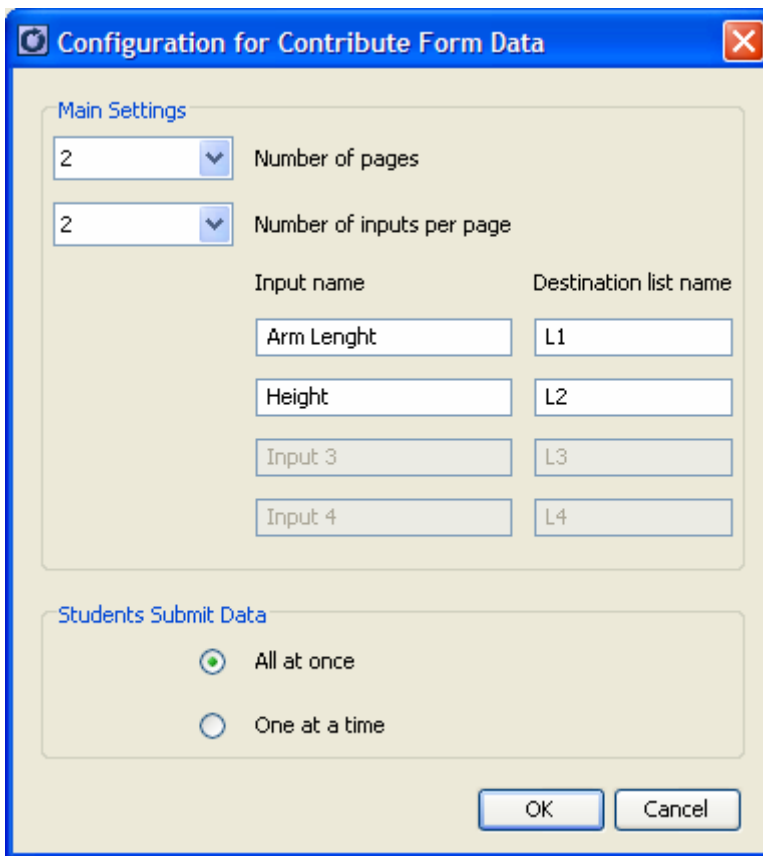 Configuration for Contribute Form Data
Main Settings
2 Number of pages
2 Number of inputs per page
Input name Destination list name
Arm Lenght L1
Height L2
Input 3 L3
Input 4 L4
Students Submit Data
All at once
One at a time
OK Cancel